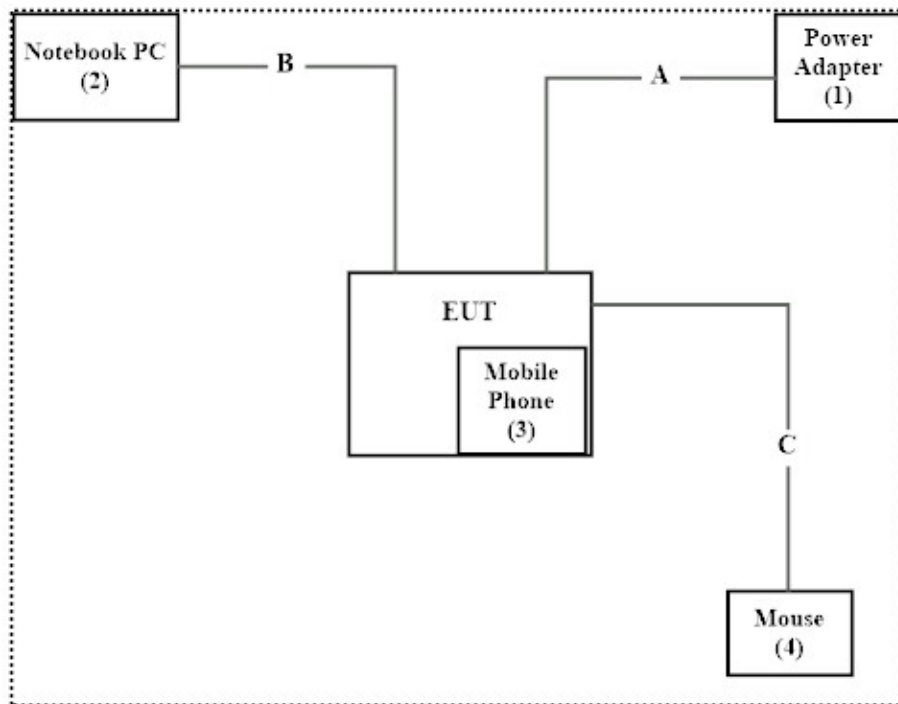 Notebook PC
(2)
B
A
Power
Adapter
(1)
EUT
Mobile
Phone
(3)
C
Mouse
(4)